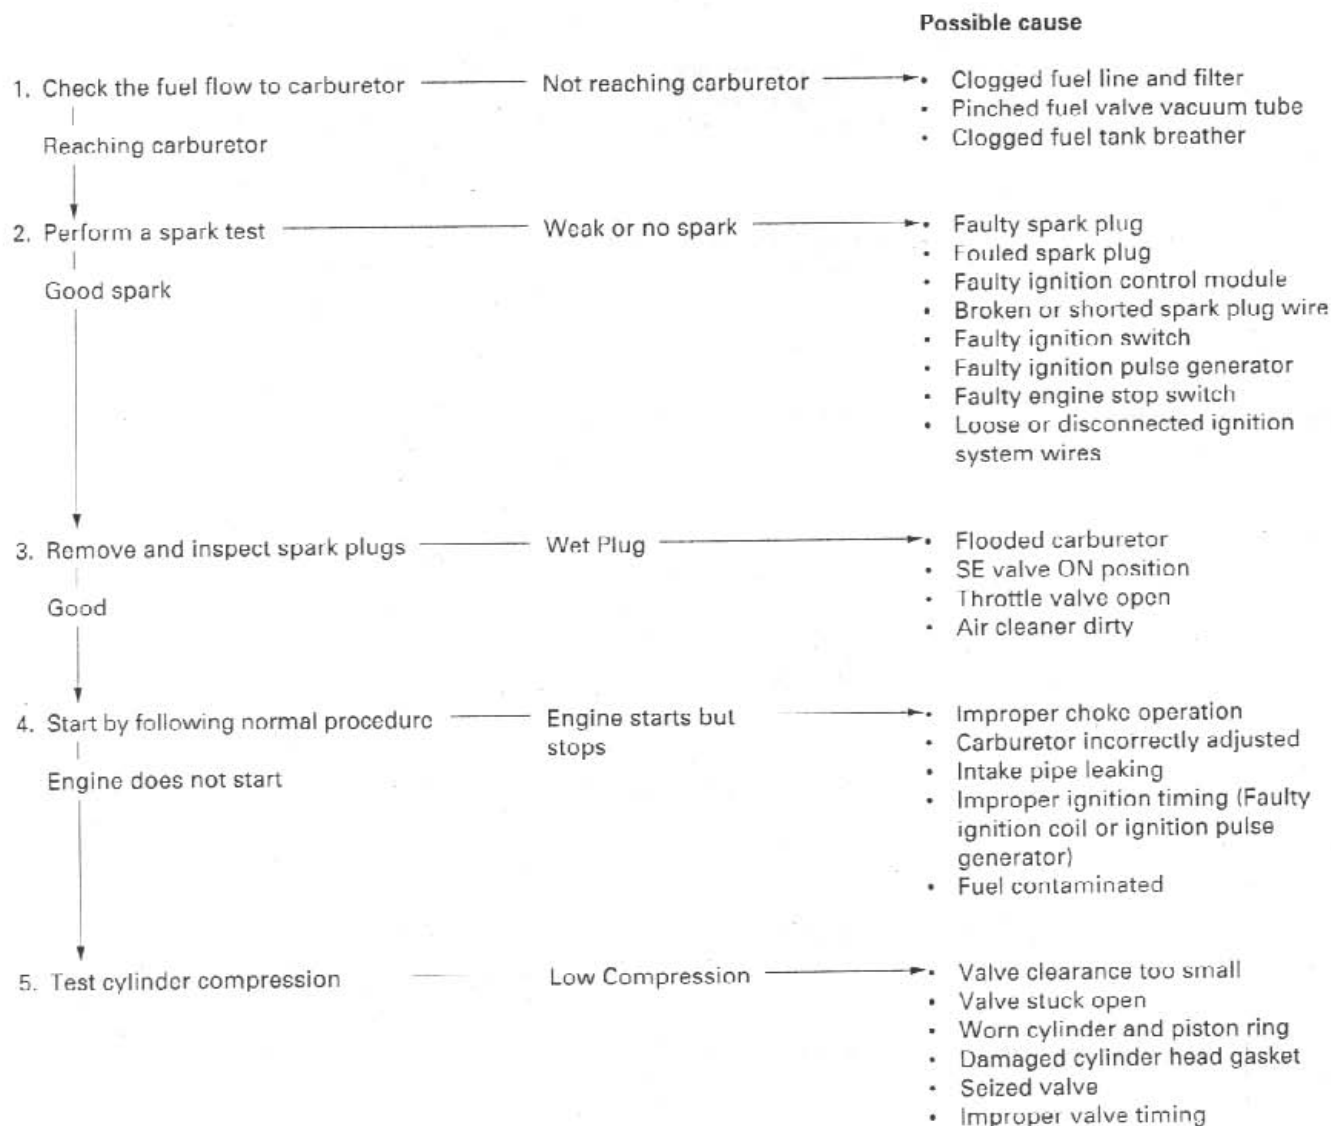 Possible cause
1. Check the fuel flow to carburetor
Not reaching carburetor
• Clogged fuel line and filter
• Pinched fuel valve vacuum tube
• Clogged fuel tank breather
Reaching carburetor
2. Perform a spark test
Weak or no spark
• Faulty spark plug
• Fouled spark plug
• Faulty ignition control module
• Broken or shorted spark plug wire
• Faulty ignition switch
• Faulty ignition pulse generator
• Faulty engine stop switch
• Loose or disconnected ignition
system wires
Good spark
3. Remove and inspect spark plugs
Wet Plug
• Flooded carburetor
• SE valve ON position
• Throttle valve open
• Air cleaner dirty
Good
4. Start by following normal procedure
Engine starts but
stops
• Improper choke operation
• Carburetor incorrectly adjusted
• Intake pipe leaking
• Improper ignition timing (Faulty
ignition coil or ignition pulse
generator)
• Fuel contaminated
Engine does not start
5. Test cylinder compression
Low Compression
• Valve clearance too small
• Valve stuck open
• Worn cylinder and piston ring
• Damaged cylinder head gasket
• Seized valve
• Improper valve timing